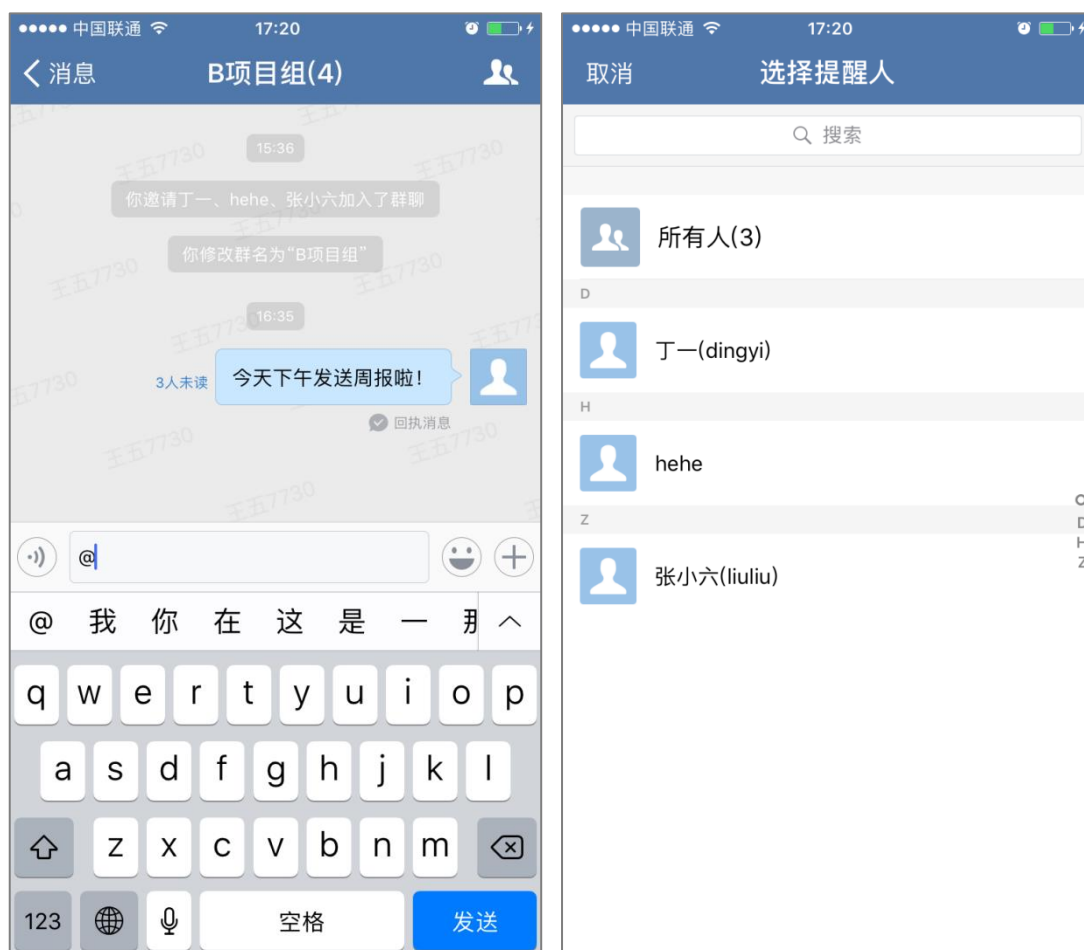 中国联通 17:20
消息 B项目组(4)
15:36
你邀请丁一、hehe、张小六加入了群聊
你修改群名为“B项目组”
16:35
3人未读 今天下午发送周报啦！
回执消息
王五7730
@
@ 我 你 在 这 是 一 那
q w e r t y u i o p
a s d f g h j k l
z x c v b n m
123 空格 发送
中国联通 17:20
取消 选择提醒人
搜索
所有人(3)
D
丁一(dingyi)
H
hehe
Z
张小六(liuliu)
D
H
Z